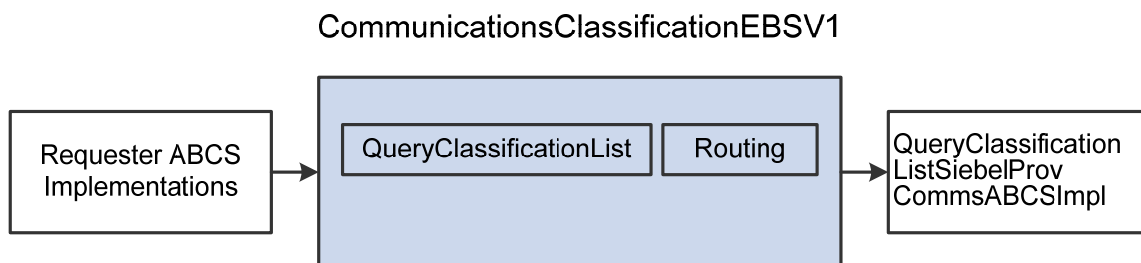 CommunicationsClassificationEBSV1
Requester ABCS
Implementations
QueryClassificationList
Routing
QueryClassification
ListSiebelProv
CommsABCSImpl